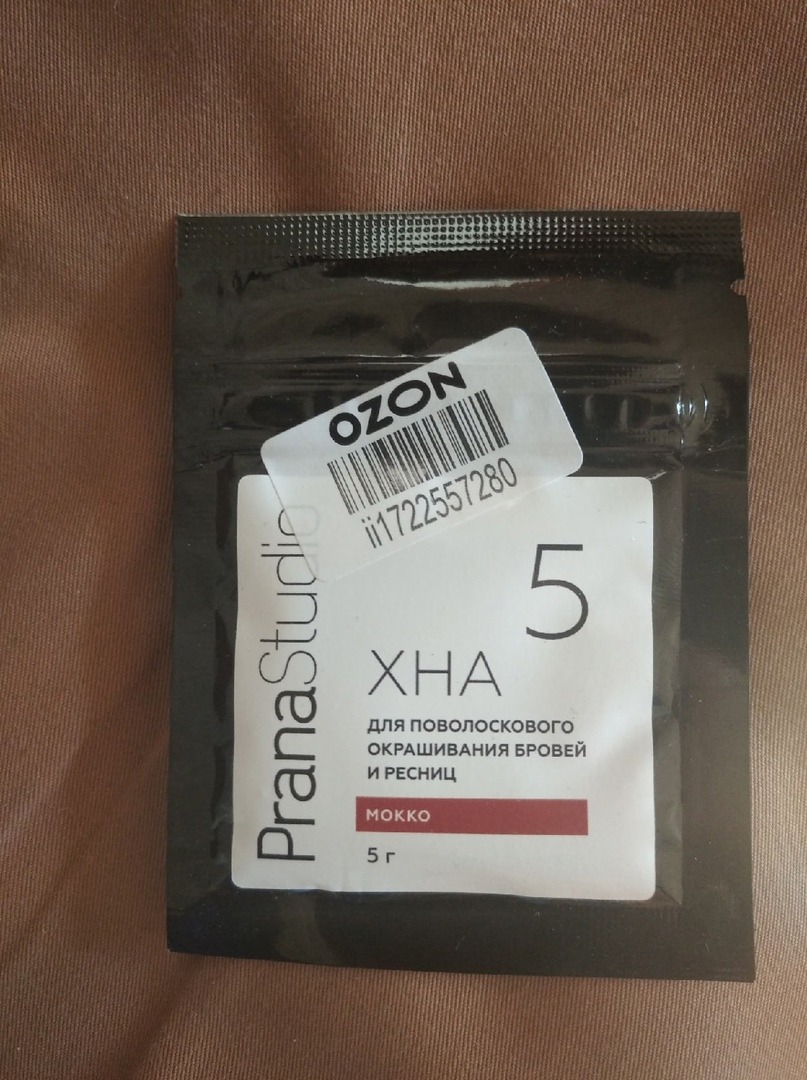 OZON
ii1722557280
PranaStudio
5
ХНА
ДЛЯ ПОВОЛОСКОВОГО
ОКРАШИВАНИЯ БРОВЕЙ
И РЕСНИЦ
МОККО
5 г